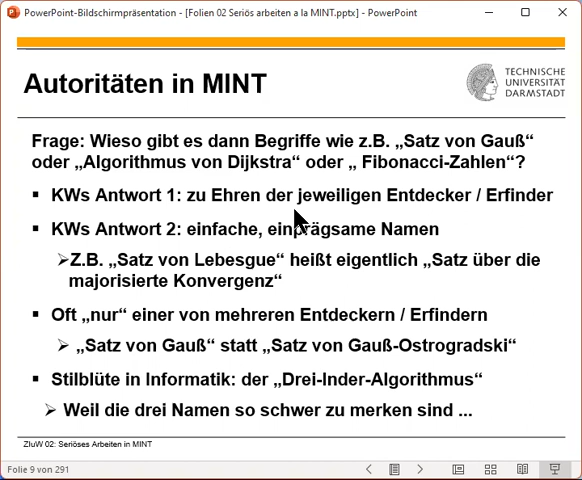 PowerPoint-Bildschirmpräsentation - [Folien 02 Seriös arbeiten a la MINT.pptx] - PowerPoint
Autoritäten in MINT
TECHNISCHE
UNIVERSITÄT
DARMSTADT
Frage: Wieso gibt es dann Begriffe wie z.B. „Satz von Gauß“
oder „Algorithmus von Dijkstra“ oder „ Fibonacci-Zahlen“?
▪ KWs Antwort 1: zu Ehren der jeweiligen Entdecker / Erfinder
▪ KWs Antwort 2: einfache, einprägsame Namen
➢Z.B. „Satz von Lebesgue“ heißt eigentlich „Satz über die
majorisierte Konvergenz“
▪ Oft „nur“ einer von mehreren Entdeckern / Erfindern
➢ „Satz von Gauß“ statt „Satz von Gauß-Ostrogradski“
▪ Stilblüte in Informatik: der „Drei-Inder-Algorithmus“
➢ Weil die drei Namen so schwer zu merken sind ...
ZIuW 02: Seriöses Arbeiten in MINT
Folie 9 von 291